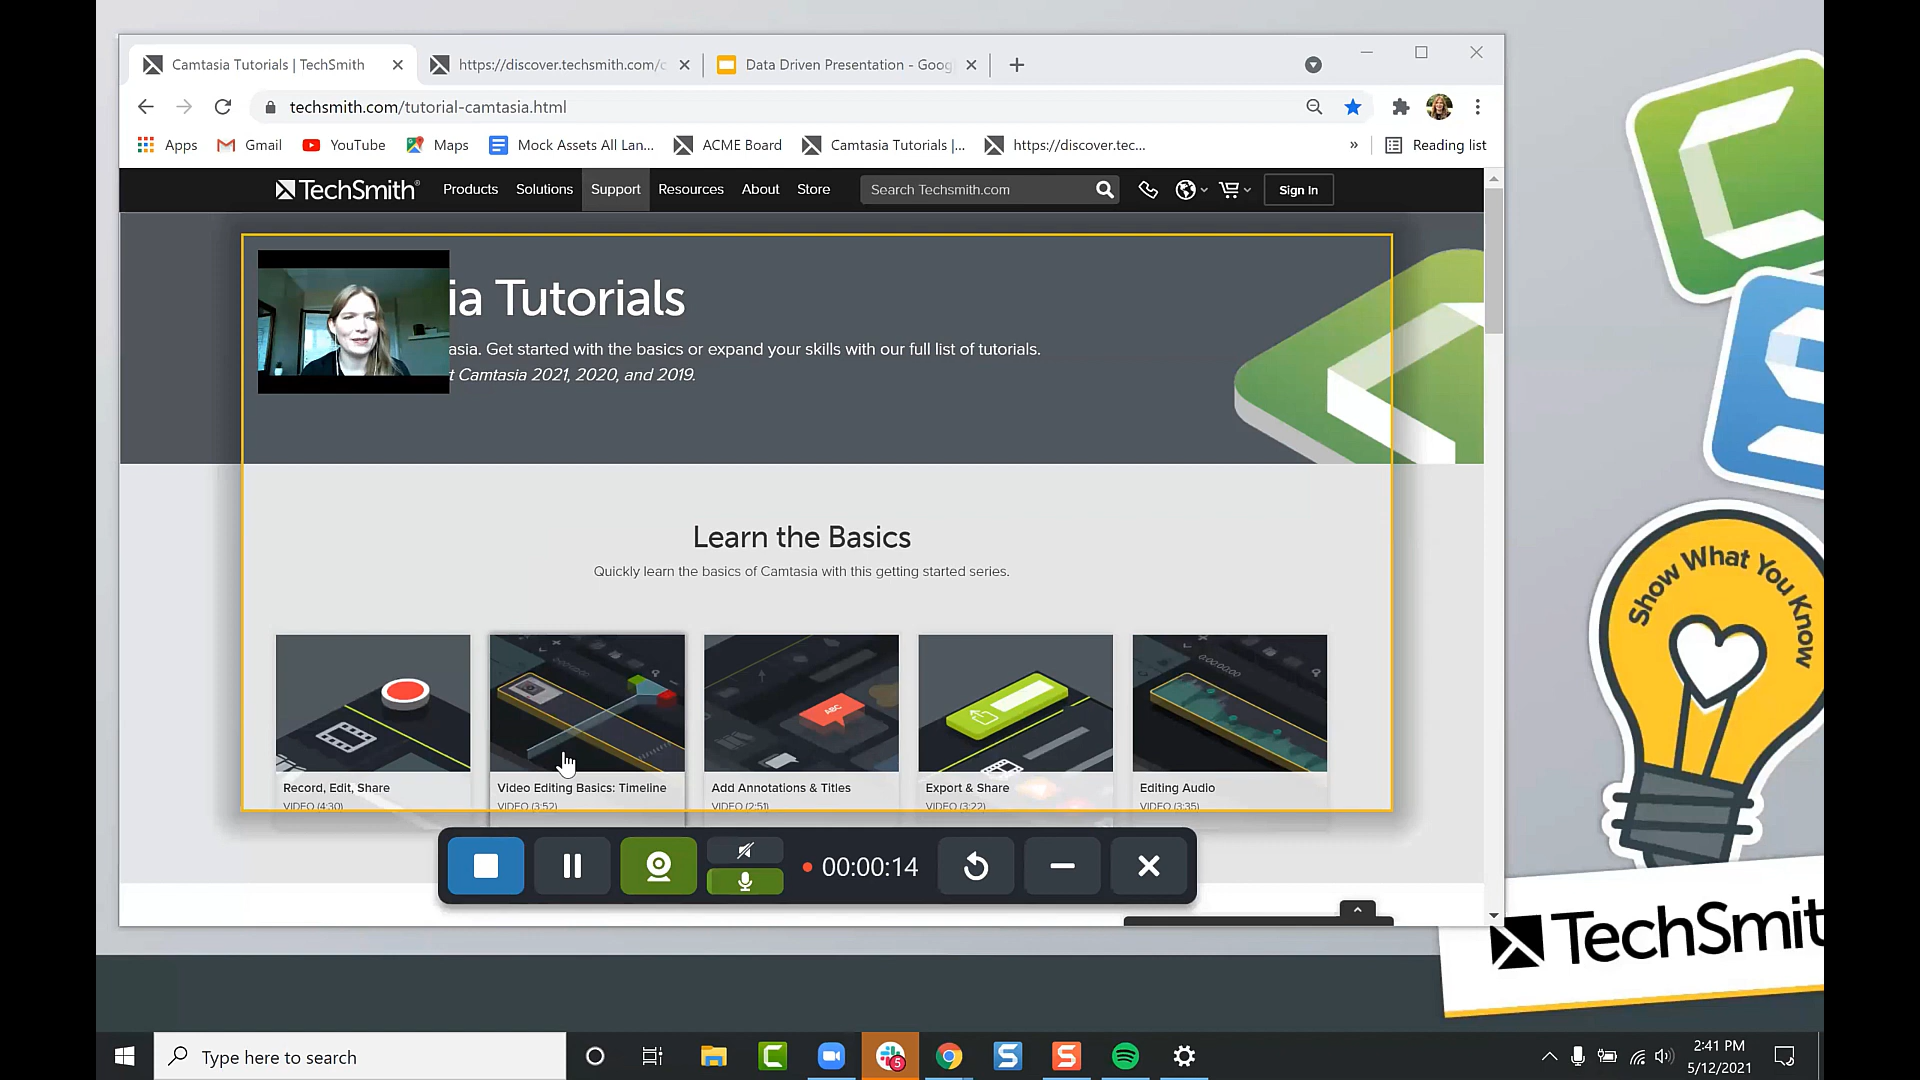 Camtasia Tutorials | TechSmith
https://discover.techsmith.com/c
Data Driven Presentation - Goog
techsmith.com/tutorial-camtasia.html
Apps
Gmail
YouTube
Maps
Mock Assets All Lan...
ACME Board
Camtasia Tutorials |...
https://discover.tec...
»
Reading list
TechSmith®
Products
Solutions
Support
Resources
About
Store
Search Techsmith.com
Sign In
ia Tutorials
asia. Get started with the basics or expand your skills with our full list of tutorials.
t Camtasia 2021, 2020, and 2019.
Learn the Basics
Quickly learn the basics of Camtasia with this getting started series.
ABC
Record, Edit, Share
VIDEO (4:30)
Video Editing Basics: Timeline
VIDEO (3:52)
Add Annotations & Titles
VIDEO (2:51)
Export & Share
VIDEO (3:22)
Editing Audio
VIDEO (3:35)
00:00:14
Show What You Know
TechSmit
Type here to search
5
2:41 PM
5/12/2021